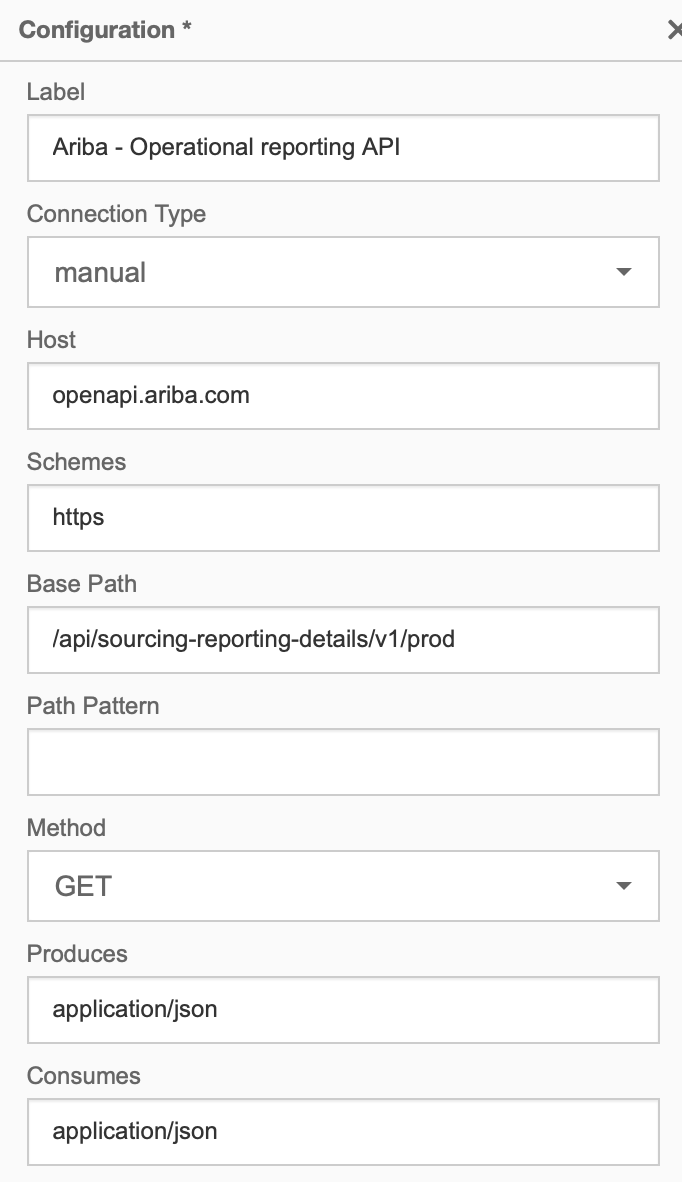 Configuration *
Label
Ariba - Operational reporting API
Connection Type
manual
Host
openapi.ariba.com
Schemes
https
Base Path
/api/sourcing-reporting-details/v1/prod
Path Pattern
Method
GET
Produces
application/json
Consumes
application/json